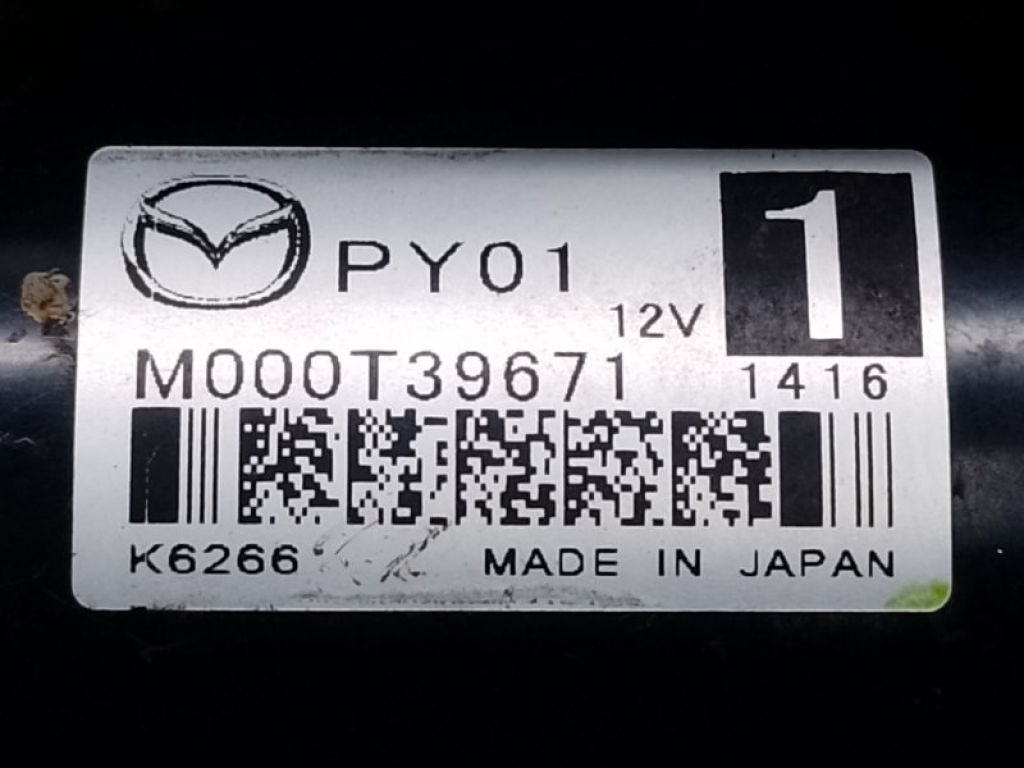 PY01
1
12V
M000T39671
1416
K6266
MADE IN JAPAN